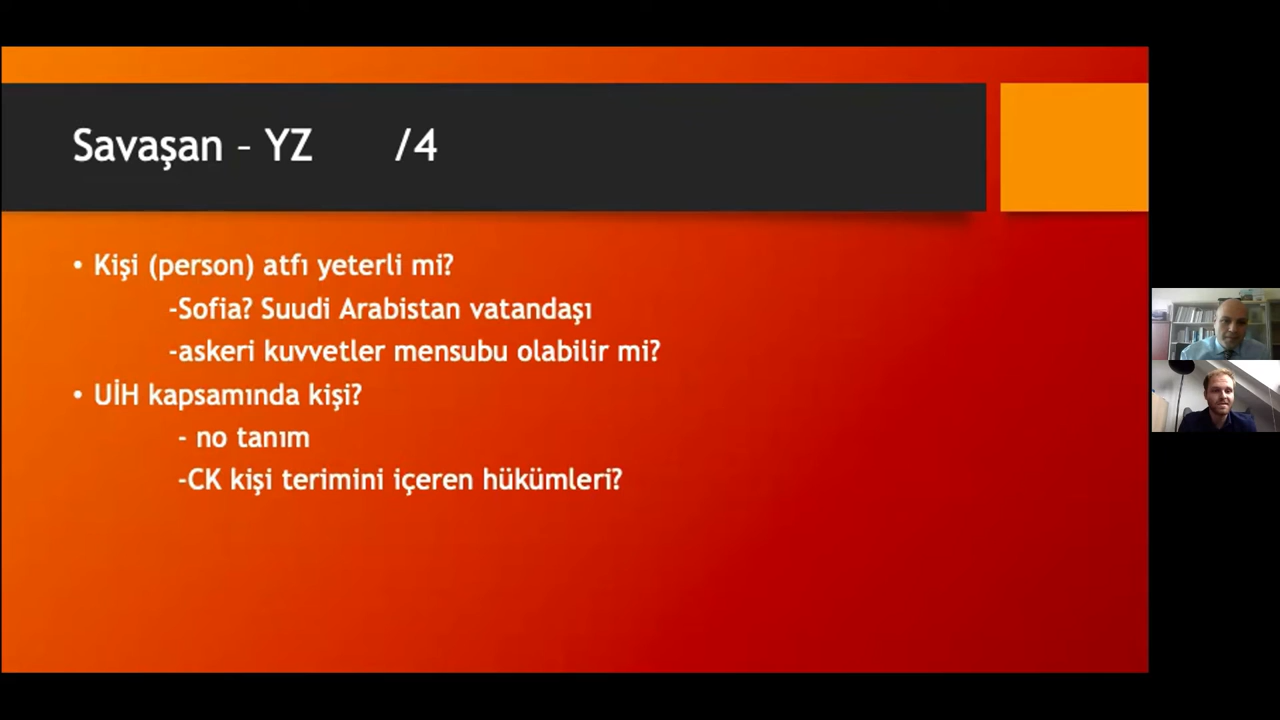 Savaşan – YZ /4
• Kişi (person) atfı yeterli mi?
-Sofia? Suudi Arabistan vatandaşı
-askeri kuvvetler mensubu olabilir mi?
• UİH kapsamında kişi?
- no tanım
-CK kişi terimini içeren hükümleri?